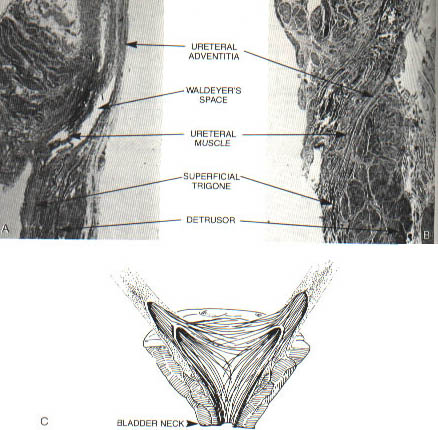 URETERAL
ADVENTITIA
WALDEYER'S
SPACE
URETERAL
MUSCLE
SUPERFICIAL
TRIGONE
DETRUSOR
A
B
C
BLADDER NECK